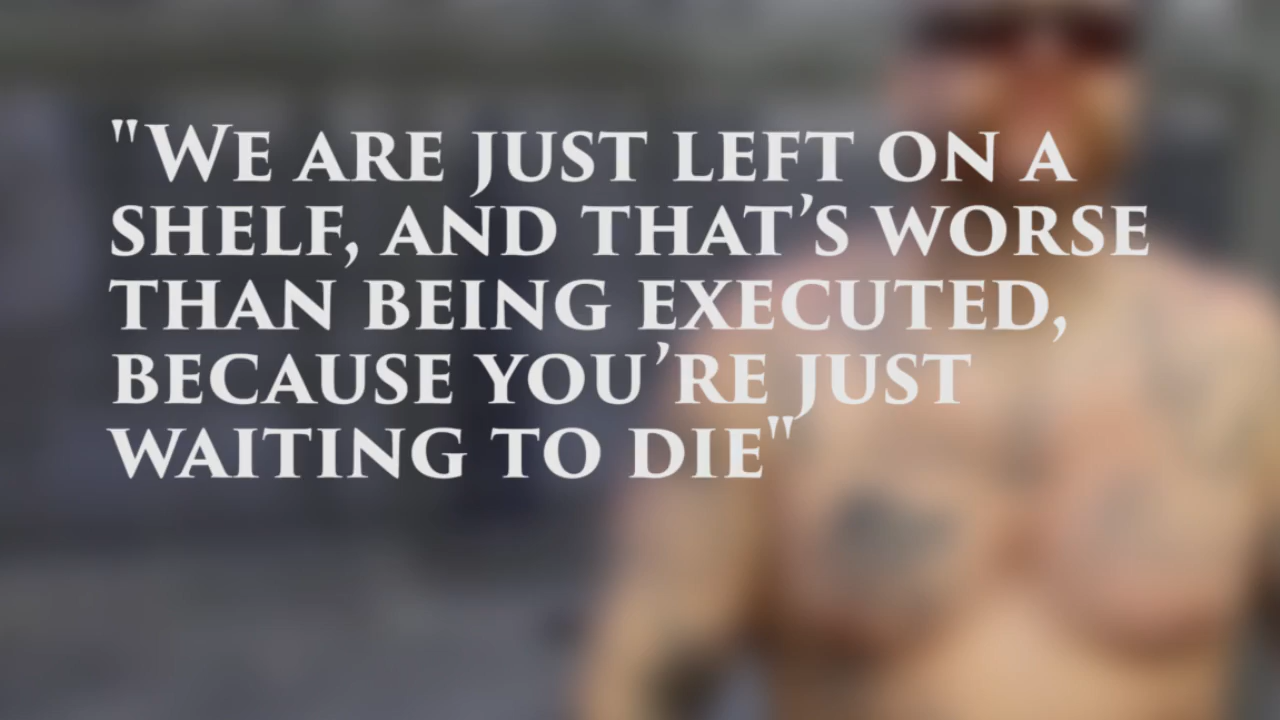 "We are just left on a
shelf, and that’s worse
than being executed,
because you’re just
waiting to die"